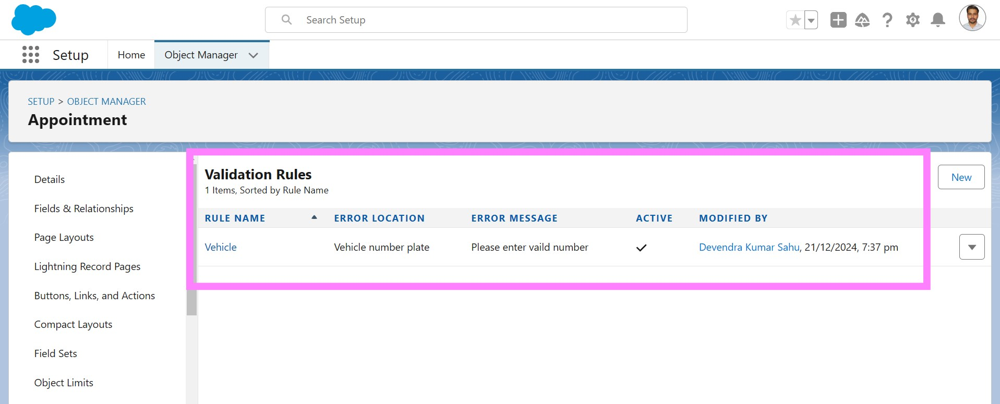 Search Setup
Setup
Home
Object Manager
SETUP > OBJECT MANAGER
Appointment
Details
Fields & Relationships
Page Layouts
Lightning Record Pages
Buttons, Links, and Actions
Compact Layouts
Field Sets
Object Limits
Validation Rules
1 Items, Sorted by Rule Name
New
RULE NAME ERROR LOCATION ERROR MESSAGE ACTIVE MODIFIED BY
Vehicle Vehicle number plate Please enter vaild number Devendra Kumar Sahu, 21/12/2024, 7:37 pm